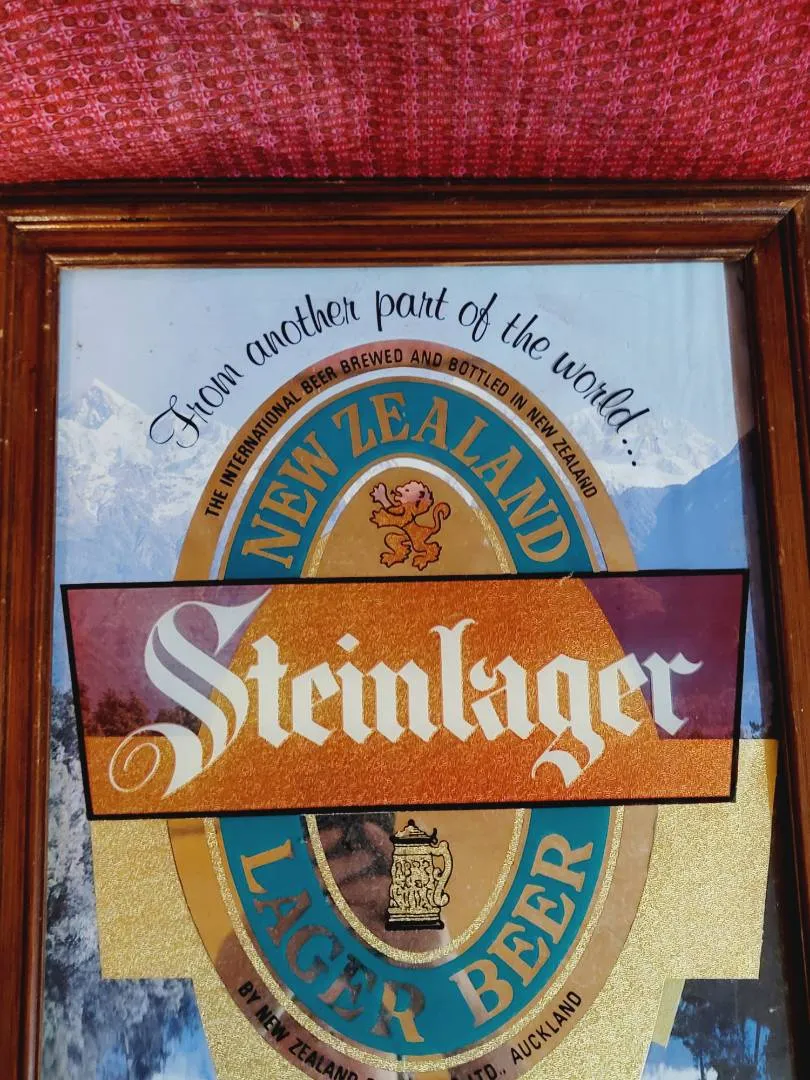 From another part of the world...
THE INTERNATIONAL BEER BREWED AND BOTTLED IN NEW ZEALAND
NEW ZEALAND
Steinlager
LAGER BEER
BY NEW ZEALAND LTD., AUCKLAND